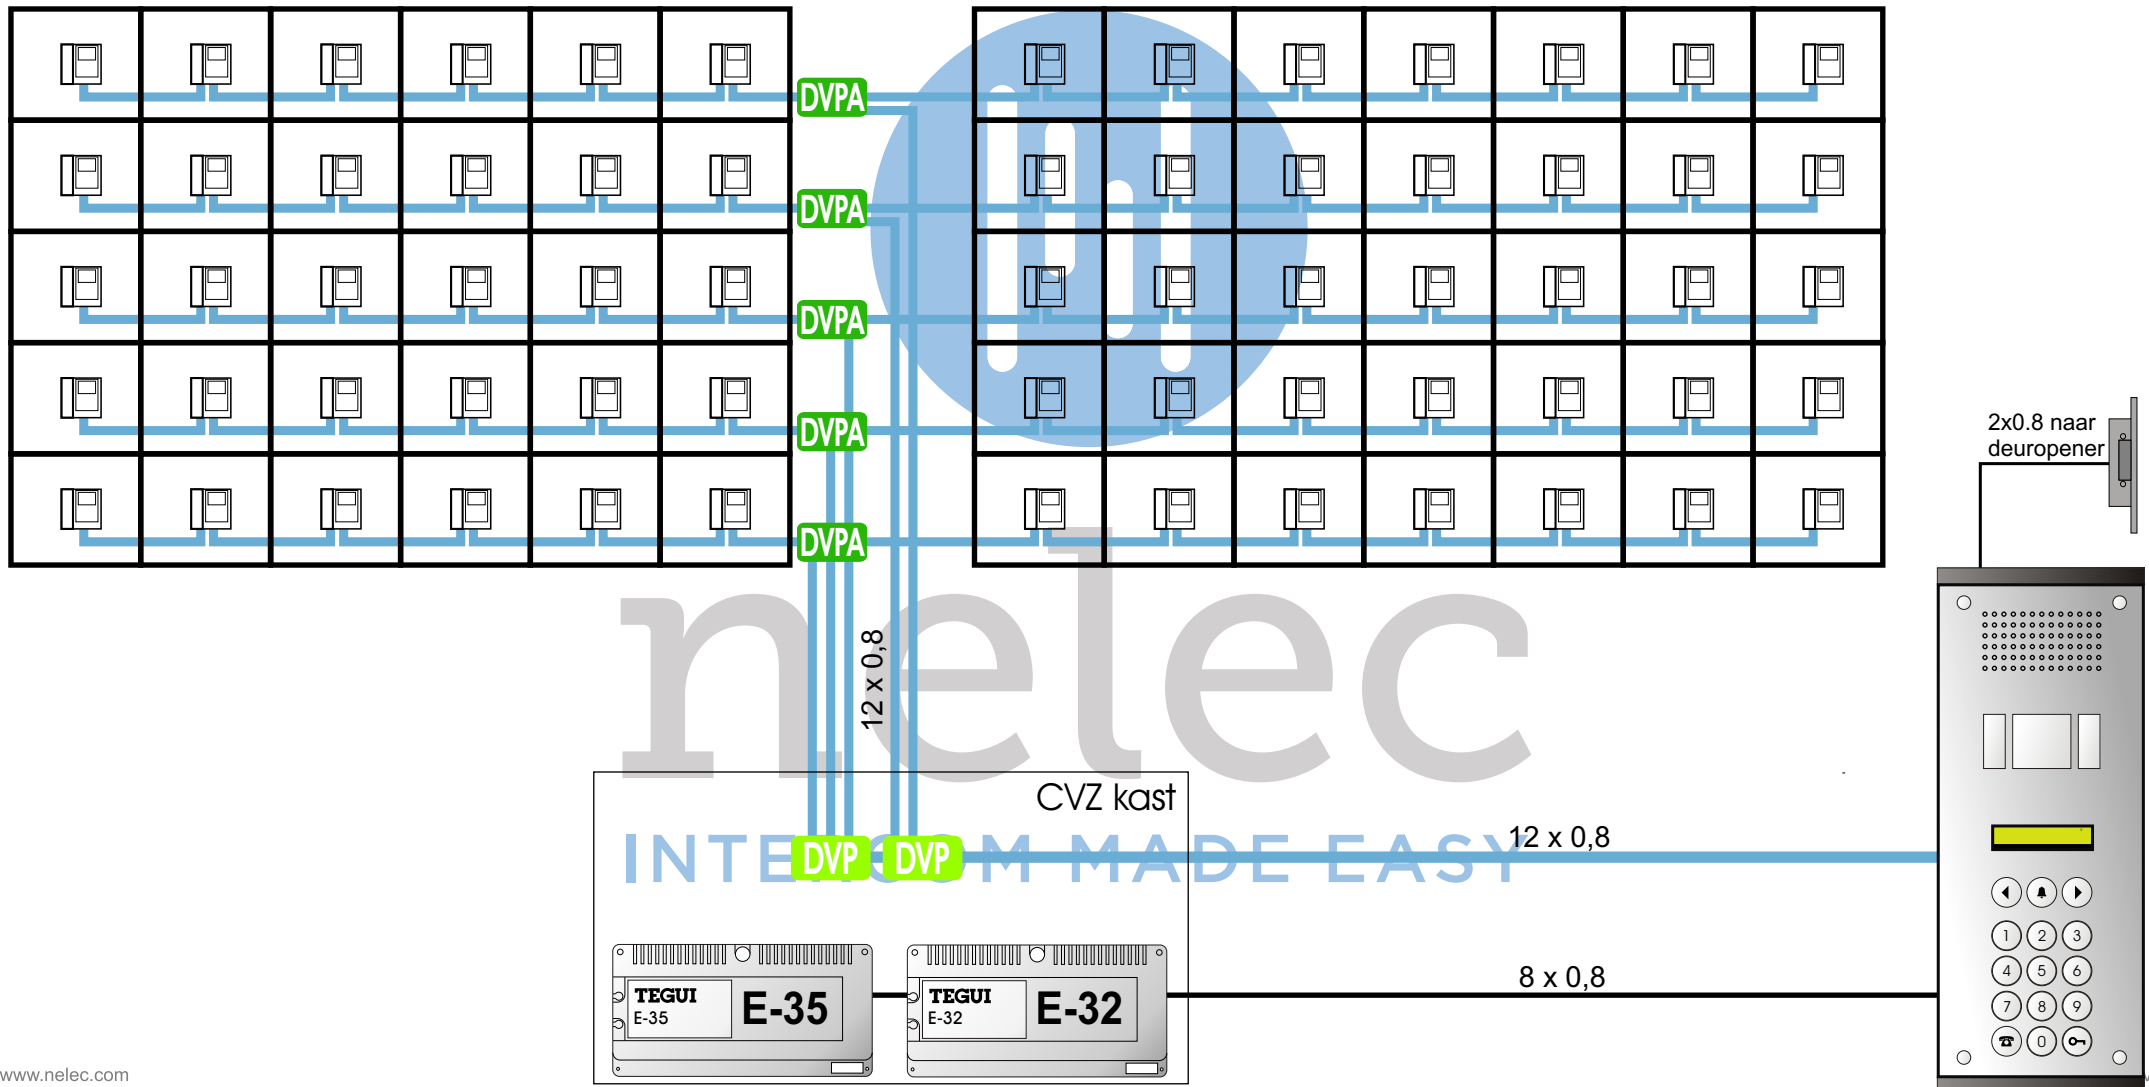 DVPA
DVPA
DVPA
DVPA
DVPA
2x0.8 naar
deuropener
nelec
12 x 0,8
CVZ kast
INTERCOM MADE EASY
DVP
DVP
12 x 0,8
TEGUI
E-35
E-35
TEGUI
E-32
E-32
8 x 0,8
1 2 3
4 5 6
7 8 9
0
www.nelec.com